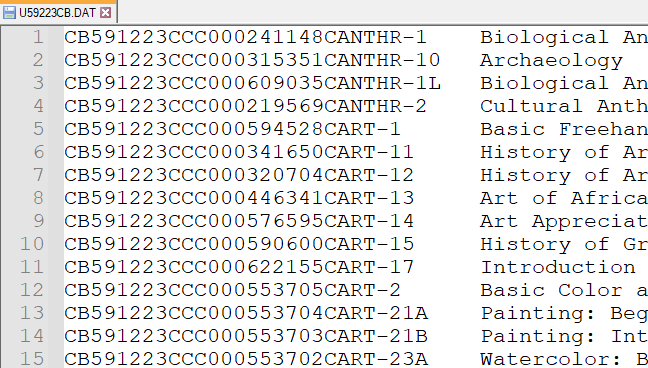 U59223CB.DAT
1 CB591223CCC000241148CANTHR-1 Biological An
2 CB591223CCC000315351CANTHR-10 Archaeology
3 CB591223CCC000609035CANTHR-1L Biological An
4 CB591223CCC000219569CANTHR-2 Cultural Anth
5 CB591223CCC000594528CART-1 Basic Freehan
6 CB591223CCC000341650CART-11 History of Ar
7 CB591223CCC000320704CART-12 History of Ar
8 CB591223CCC000446341CART-13 Art of Africa
9 CB591223CCC000576595CART-14 Art Appreciat
10 CB591223CCC000590600CART-15 History of Gr
11 CB591223CCC000622155CART-17 Introduction
12 CB591223CCC000553705CART-2 Basic Color a
13 CB591223CCC000553704CART-21A Painting: Beg
14 CB591223CCC000553703CART-21B Painting: Int
15 CB591223CCC000553702CART-23A Watercolor: B